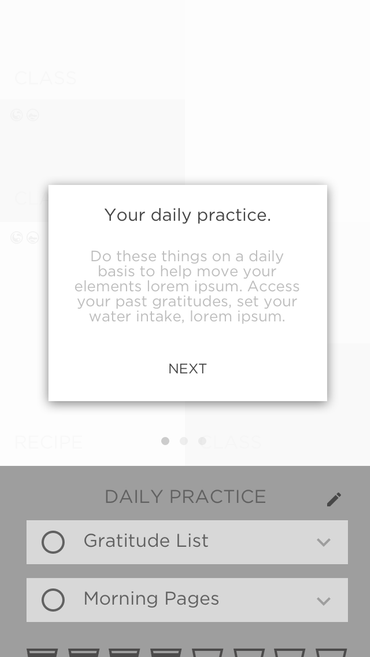 CLASS
Your daily practice.
Do these things on a daily
basis to help move your
elements lorem ipsum. Access
your past gratitudes, set your
water intake, lorem ipsum.
NEXT
RECIPE
DAILY PRACTICE
Gratitude List
Morning Pages